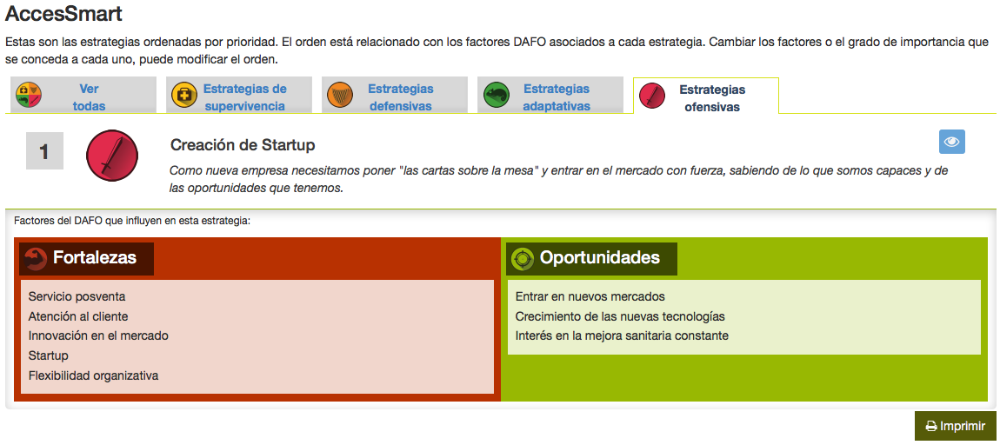 AccesSmart
Estas son las estrategias ordenadas por prioridad. El orden está relacionado con los factores DAFO asociados a cada estrategia. Cambiar los factores o el grado de importancia que
se conceda a cada uno, puede modificar el orden.
Ver
todas
Estrategias de
supervivencia
Estrategias
defensivas
Estrategias
adaptativas
Estrategias
ofensivas
1
Creación de Startup
Como nueva empresa necesitamos poner "las cartas sobre la mesa" y entrar en el mercado con fuerza, sabiendo de lo que somos capaces y de
las oportunidades que tenemos.
Factores del DAFO que influyen en esta estrategia:
Fortalezas
Servicio posventa
Atención al cliente
Innovación en el mercado
Startup
Flexibilidad organizativa
Oportunidades
Entrar en nuevos mercados
Crecimiento de las nuevas tecnologías
Interés en la mejora sanitaria constante
Imprimir